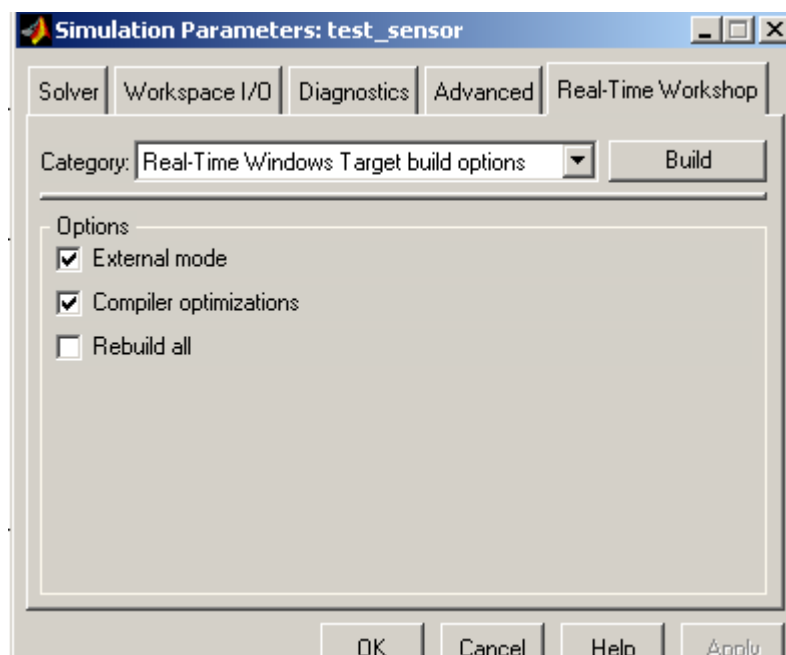 Simulation Parameters: test_sensor
Solver Workspace I/O Diagnostics Advanced Real-Time Workshop
Category: Real-Time Windows Target build options Build
Options
External mode
Compiler optimizations
Rebuild all
OK Cancel Help Apply